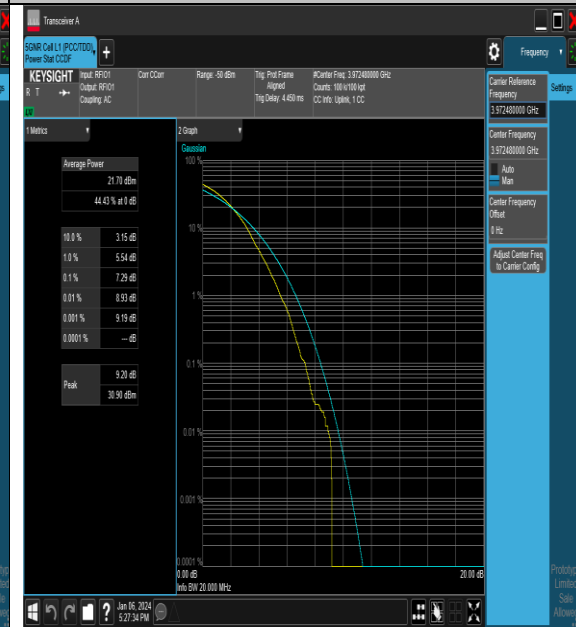 Transceiver A
5GNR Cell L1 (PCC/TDD),
Power Stat CCDF
Frequency
KEYSIGHT
R T
Input: RFIO1
Output: RFIO1
Coupling: AC
Corr CCorr
Range: -50 dBm
Trig: Prot Frame
Aligned
Trig Delay: 4.450 ms
#Center Freq: 3.972480000 GHz
Counts: 100 k/100 kpt
CC Info: Uplink, 1 CC
Carrier Reference
Frequency
3.972480000 GHz
Settings
Center Frequency
3.972480000 GHz
Auto
Man
Center Frequency
Offset
0 Hz
Adjust Center Freq
to Carrier Config
1 Metrics
Average Power
21.70 dBm
44.43 % at 0 dB
10.0 % 3.15 dB
1.0 % 5.54 dB
0.1 % 7.29 dB
0.01 % 8.93 dB
0.001 % 9.19 dB
0.0001 % --- dB
Peak
9.20 dB
30.90 dBm
2 Graph
Gaussian
100 %
10 %
1 %
0.1 %
0.01 %
0.001 %
0.0001 %
0.00 dB
20.00 dB
Info BW 20.000 MHz
Jan 06, 2024
5:27:34 PM